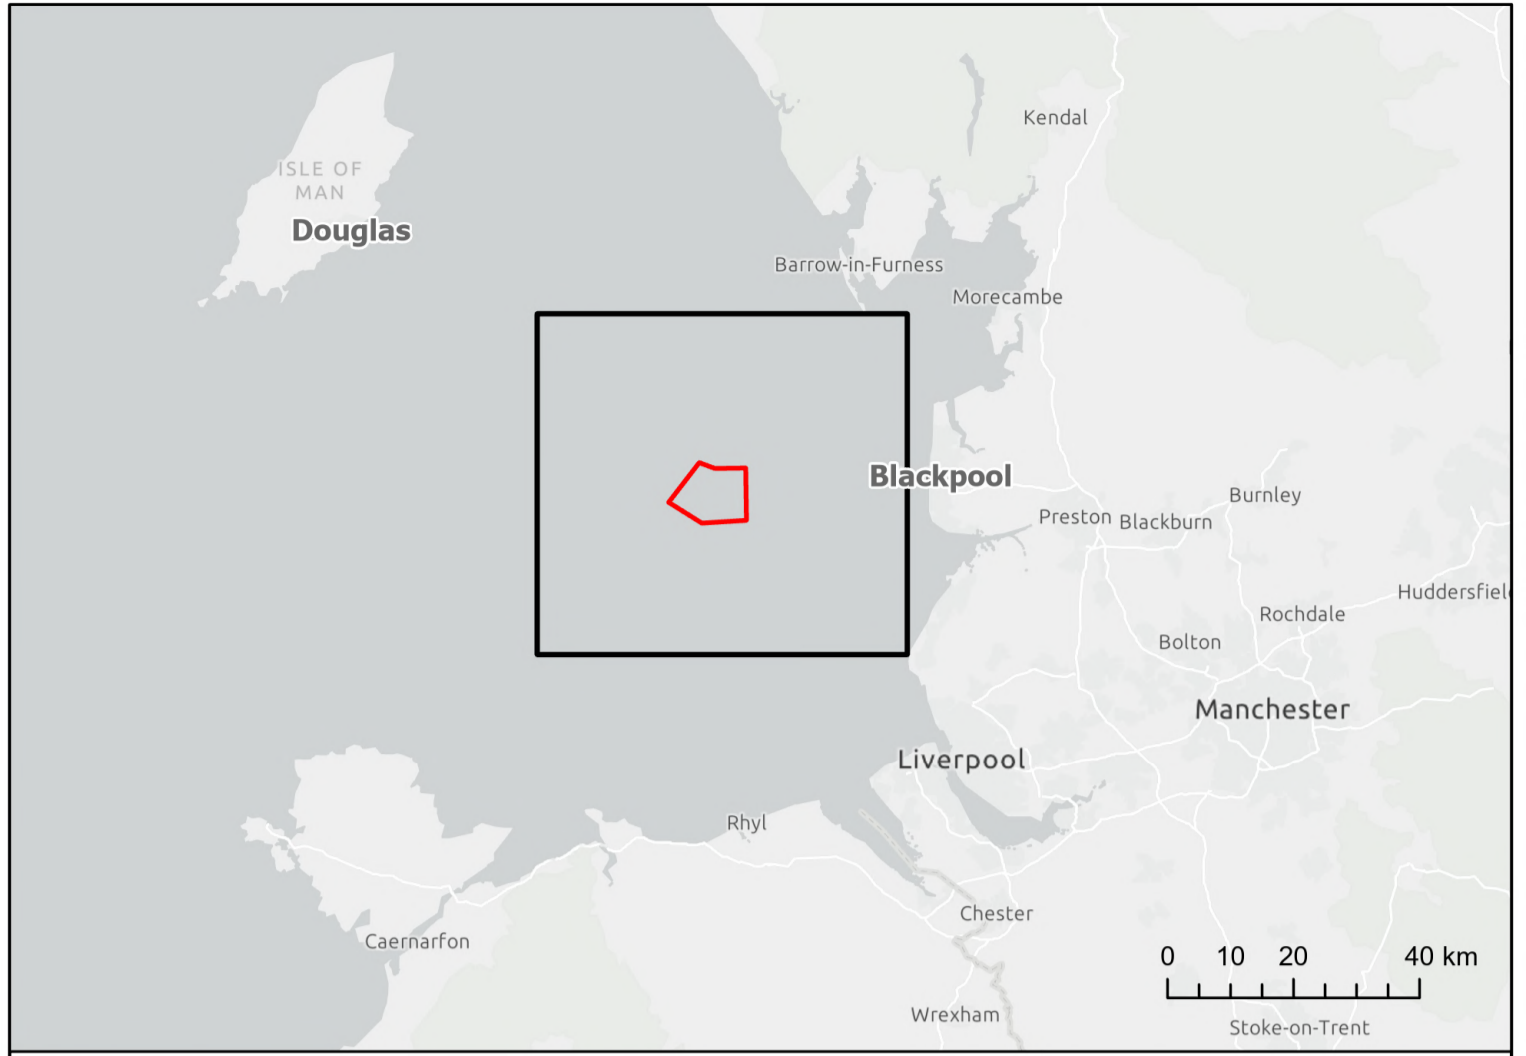 Kendal
ISLE OF
MAN
Douglas
Barrow-in-Furness
Morecambe
Blackpool
Burnley
Preston
Blackburn
Huddersfiel
Rochdale
Bolton
Manchester
Liverpool
Rhyl
Chester
Caernarfon
0 10 20 40 km
Wrexham
Stoke-on-Trent